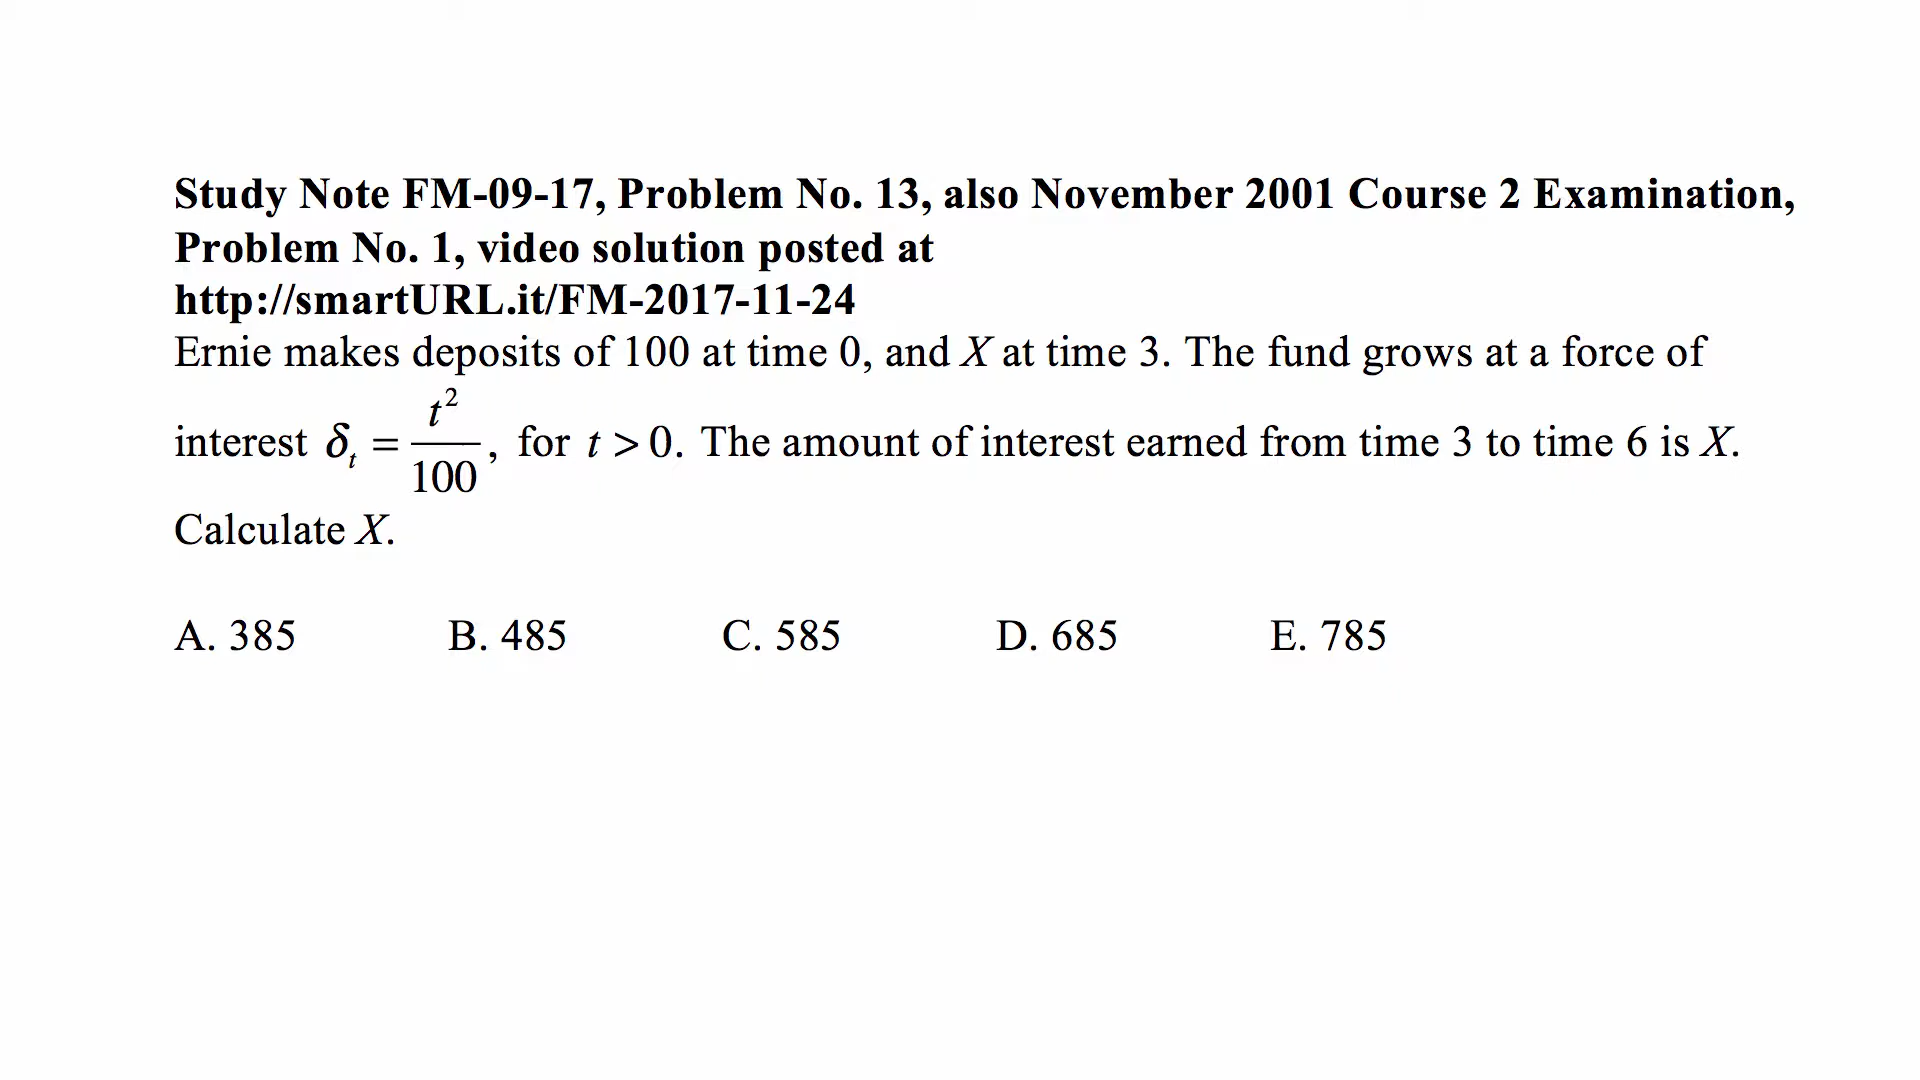 Study Note FM-09-17, Problem No. 13, also November 2001 Course 2 Examination,
Problem No. 1, video solution posted at
http://smartURL.it/FM-2017-11-24
Ernie makes deposits of 100 at time 0, and X at time 3. The fund grows at a force of
interest δₜ = t²/100, for t > 0. The amount of interest earned from time 3 to time 6 is X.
Calculate X.
A. 385 B. 485 C. 585 D. 685 E. 785